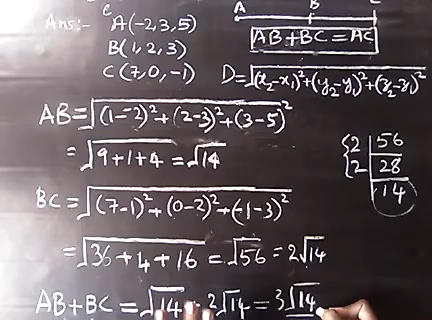 Ans:- A(-2,3,5)
A B
B(1,2,3) AB+BC=AC
C(7,0,-1) D=√(x₂-x₁)²+(y₂-y₁)²+(z₂-z₁)²
AB=√(1--2)²+(2-3)²+(3-5)²
=√9+1+4=√14
2 56
2 28
14
BC=√(7-1)²+(0-2)²+(-1-3)²
=√36+4+16=√56=2√14
AB+BC=√14 2√14=3√14